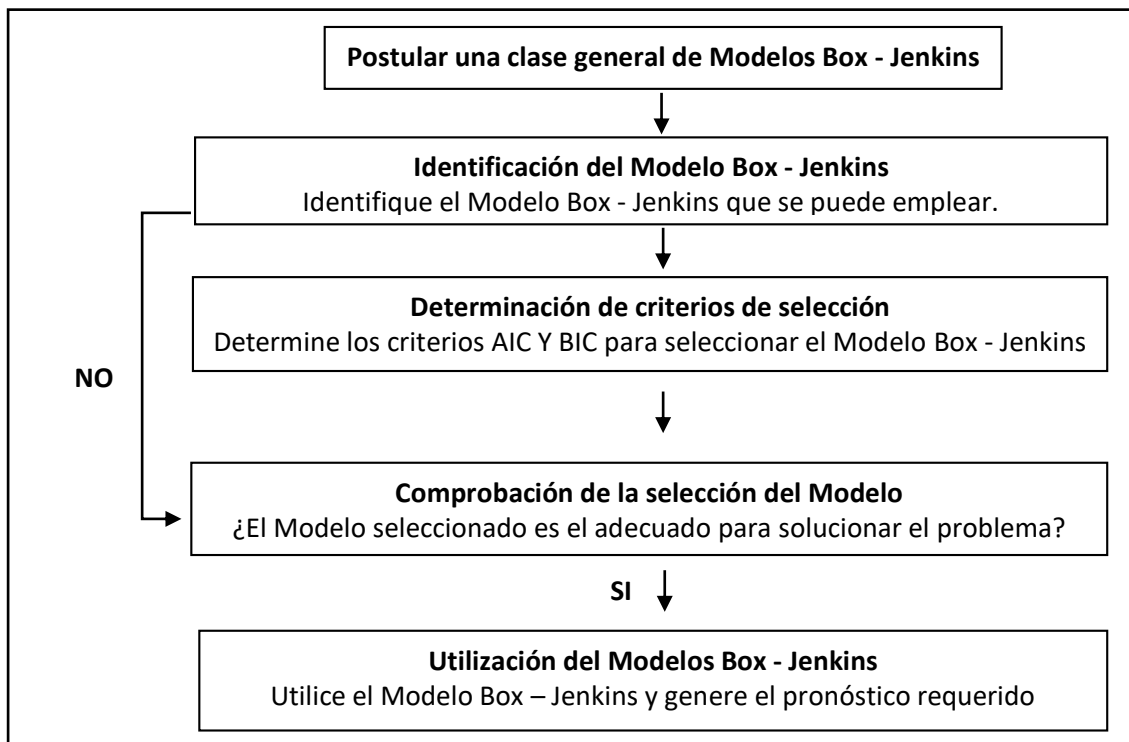 Postular una clase general de Modelos Box - Jenkins
Identificación del Modelo Box - Jenkins
Identifique el Modelo Box - Jenkins que se puede emplear.
Determinación de criterios de selección
Determine los criterios AIC Y BIC para seleccionar el Modelo Box - Jenkins
NO
Comprobación de la selección del Modelo
¿El Modelo seleccionado es el adecuado para solucionar el problema?
SI
Utilización del Modelos Box - Jenkins
Utilice el Modelo Box – Jenkins y genere el pronóstico requerido